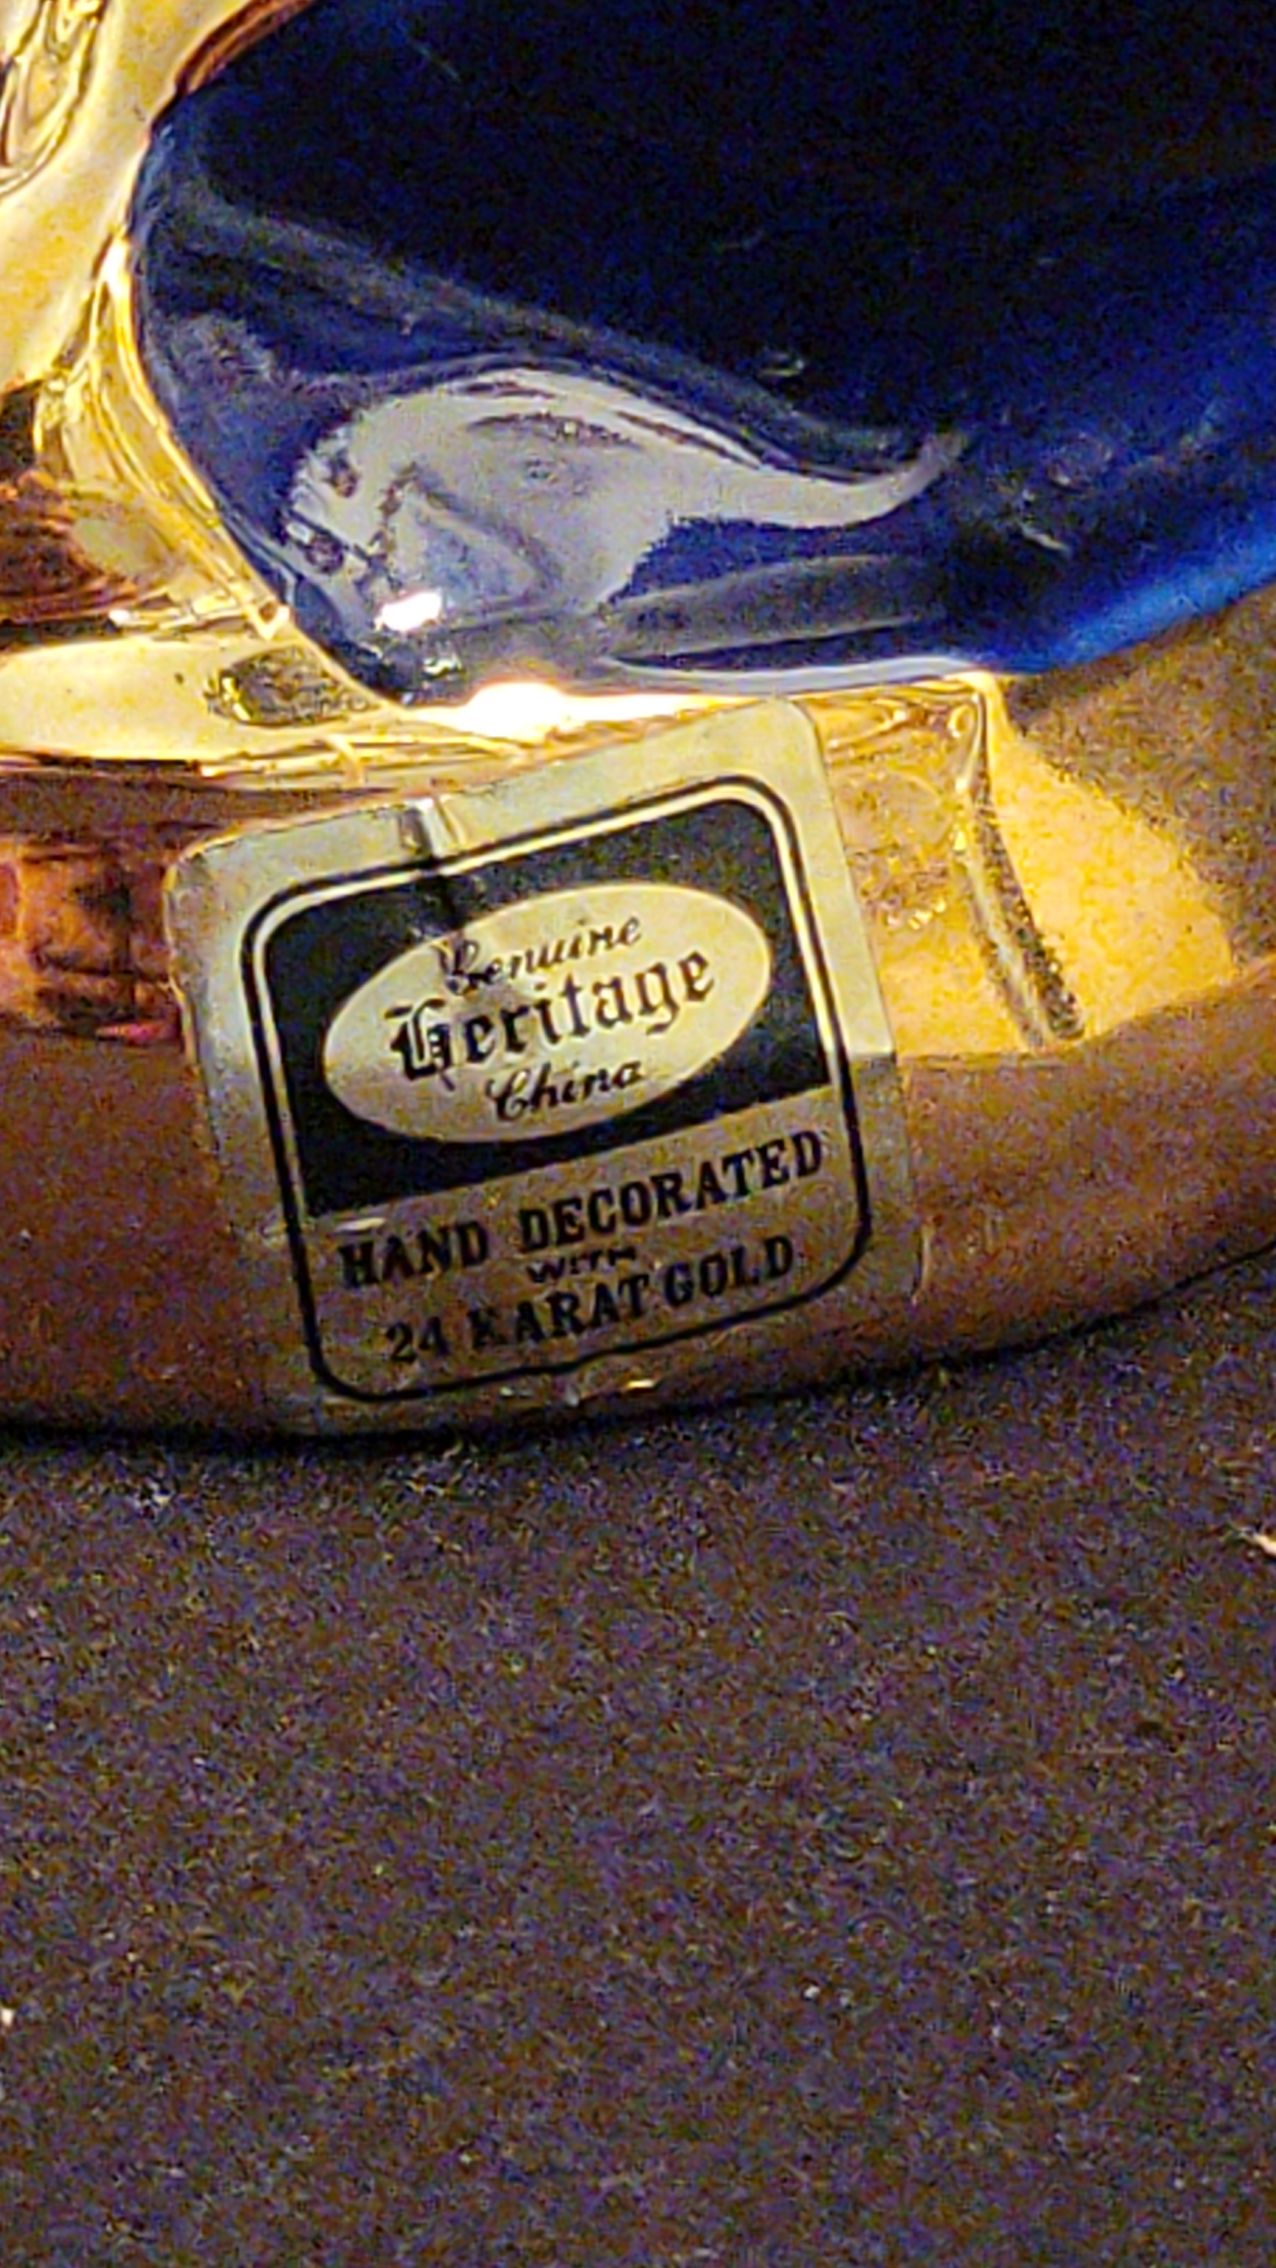 Genuine
Heritage
China
HAND DECORATED
WITH
24 KARAT GOLD